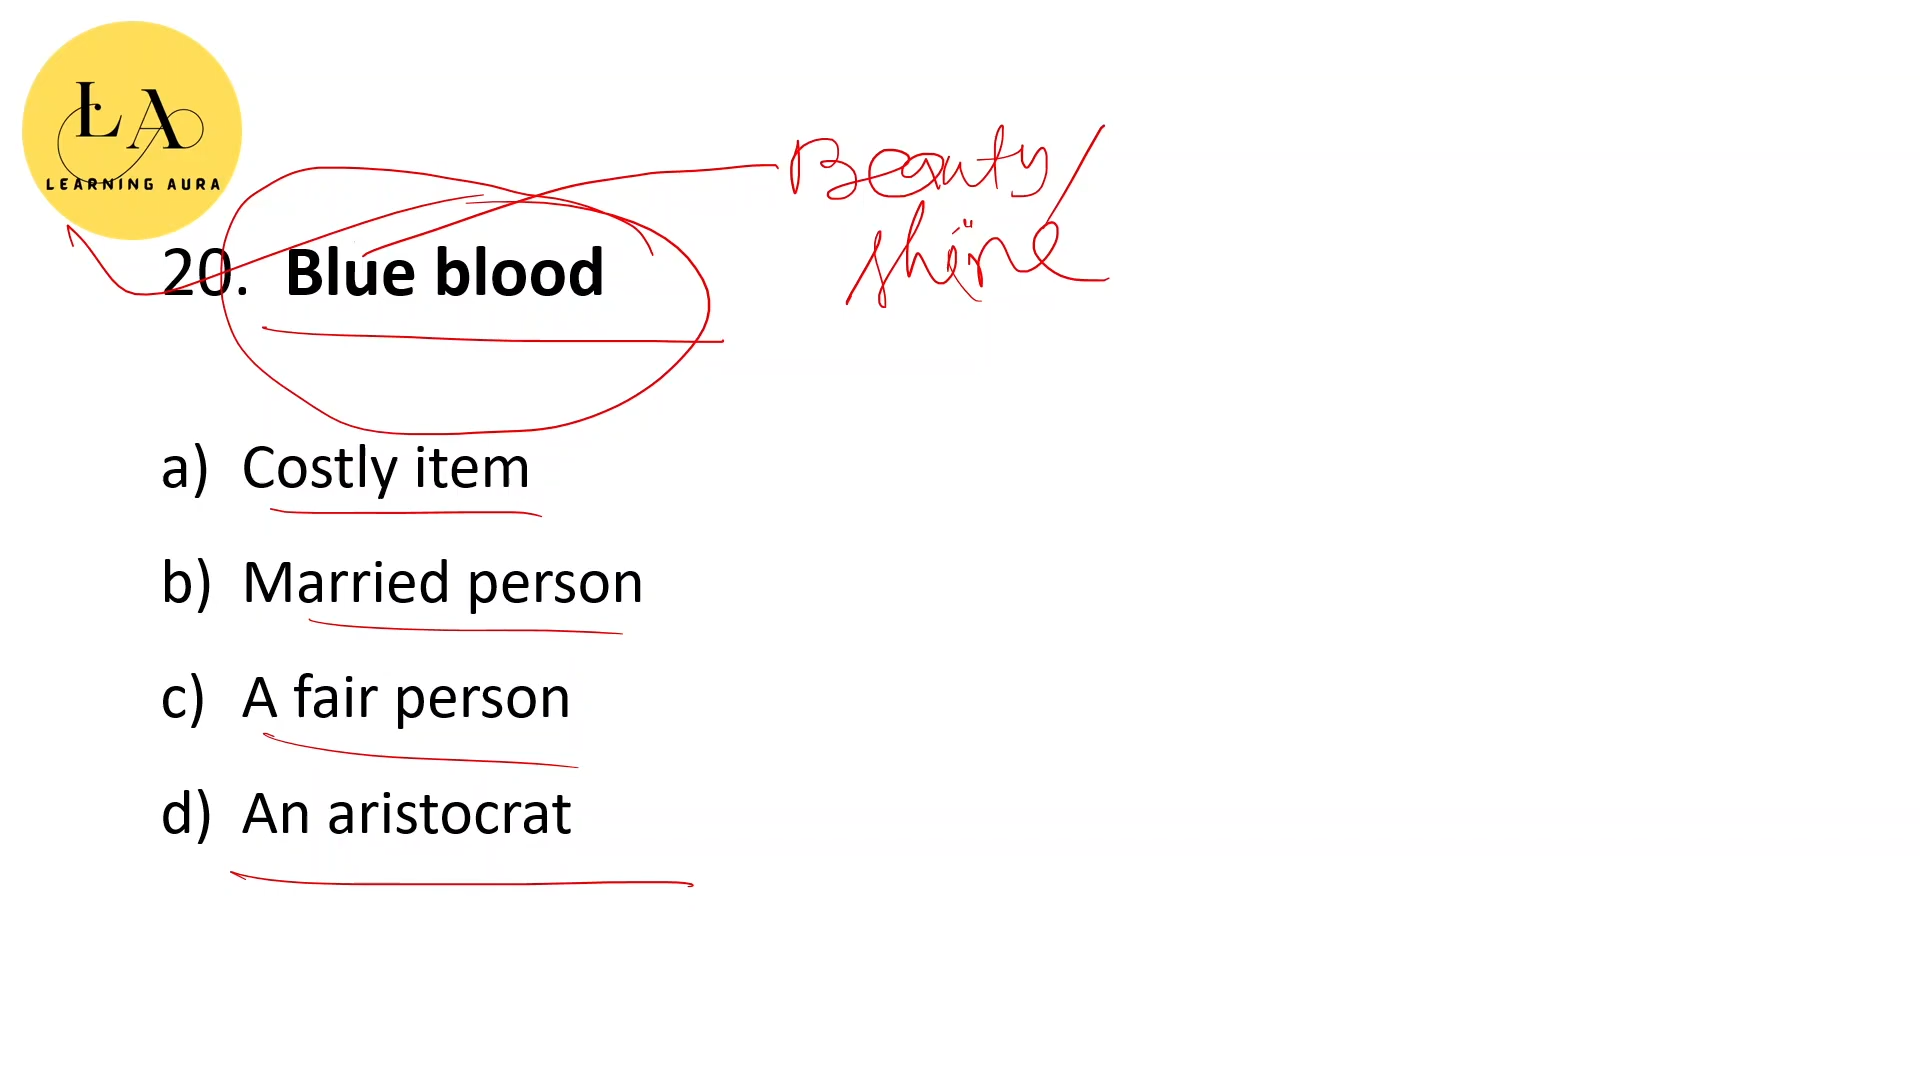 LA
LEARNING AURA
Beauty/
shine
20. Blue blood
a) Costly item
b) Married person
c) A fair person
d) An aristocrat